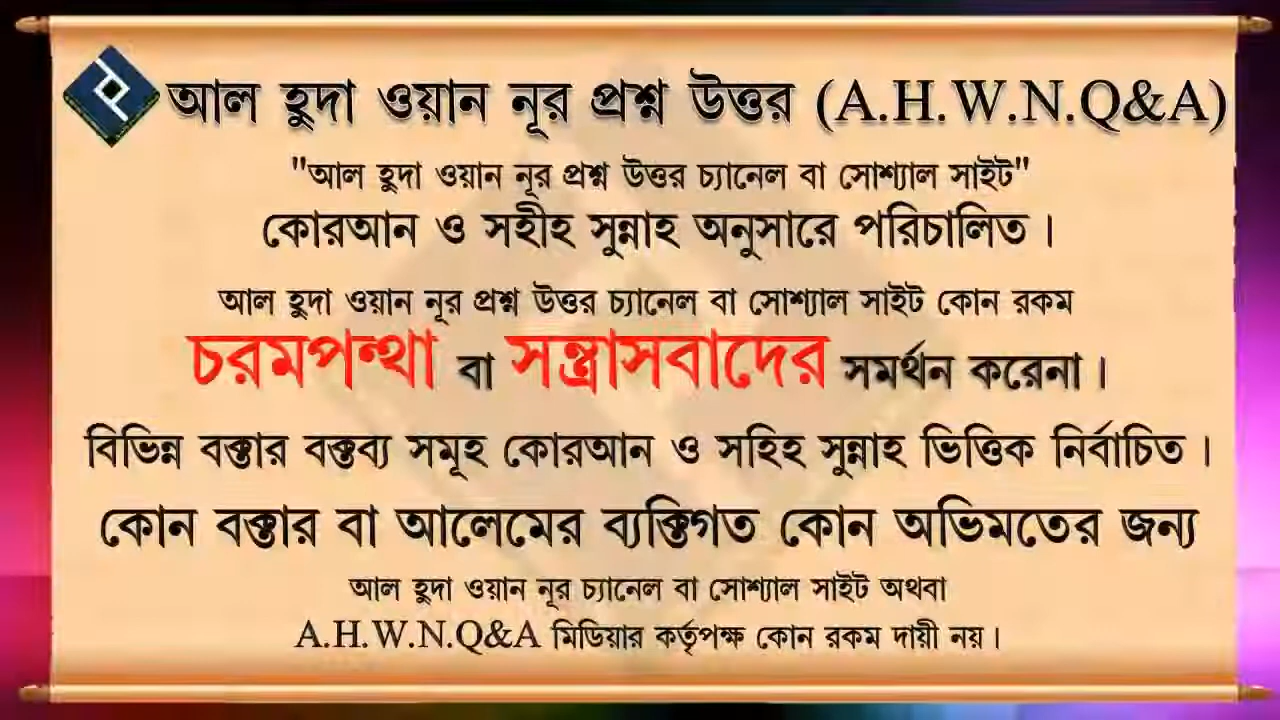 আল হুদা ওয়ান নূর প্রশ্ন উত্তর (A.H.W.N.Q&A)
"আল হুদা ওয়ান নূর প্রশ্ন উত্তর চ্যানেল বা সোশ্যাল সাইট"
কোরআন ও সহীহ সুন্নাহ অনুসারে পরিচালিত।
আল হুদা ওয়ান নূর প্রশ্ন উত্তর চ্যানেল বা সোশ্যাল সাইট কোন রকম
চরমপন্থা বা সন্ত্রাসবাদের সমর্থন করেনা।
বিভিন্ন বক্তার বক্তব্য সমূহ কোরআন ও সহিহ সুন্নাহ ভিত্তিক নির্বাচিত।
কোন বক্তার বা আলেমের ব্যক্তিগত কোন অভিমতের জন্য
আল হুদা ওয়ান নূর চ্যানেল বা সোশ্যাল সাইট অথবা
A.H.W.N.Q&A মিডিয়ার কর্তৃপক্ষ কোন রকম দায়ী নয়।